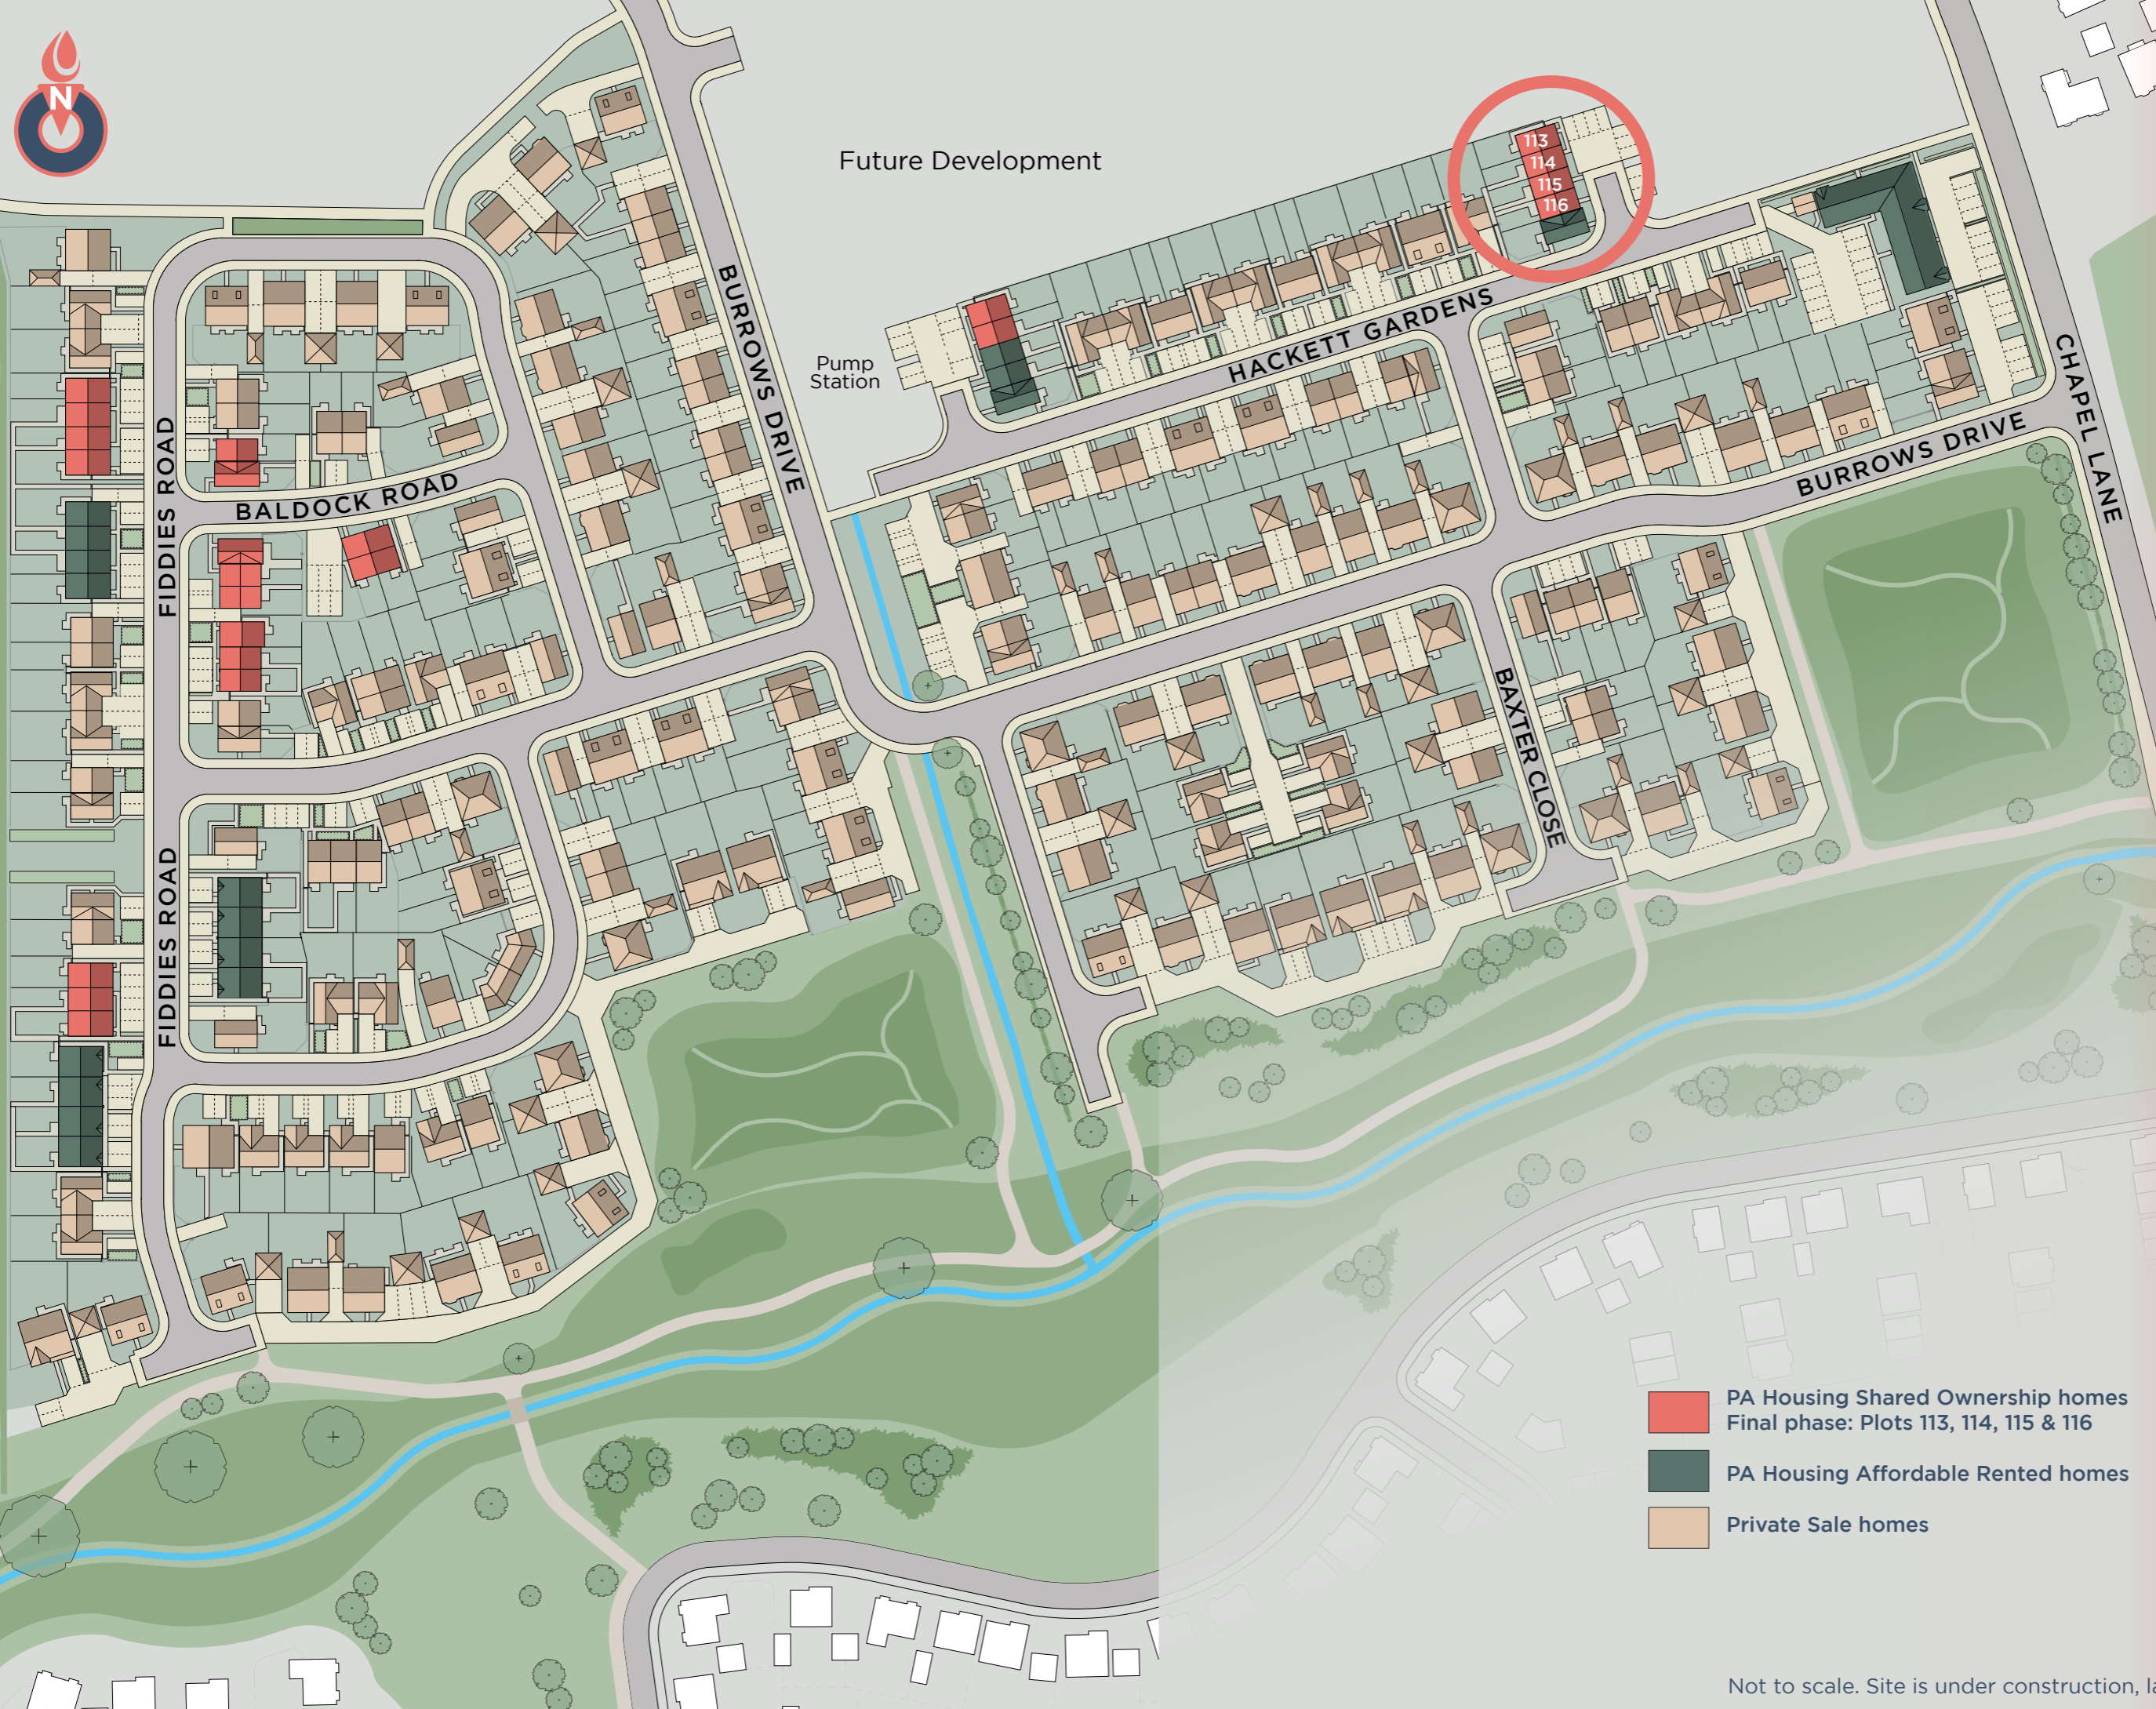 N
Future Development
113
114
115
116
Pump
Station
BURROWS DRIVE
HACKETT GARDENS
CHAPEL LANE
FIDDIES ROAD
BALDOCK ROAD
BURROWS DRIVE
BAXTER CLOSE
FIDDIES ROAD
PA Housing Shared Ownership homes
Final phase: Plots 113, 114, 115 & 116
PA Housing Affordable Rented homes
Private Sale homes
Not to scale. Site is under construction,